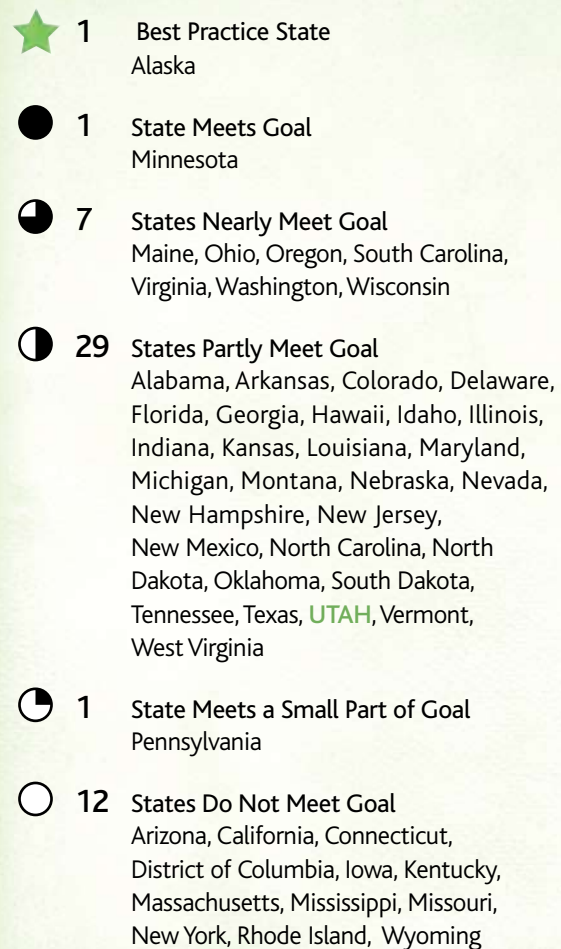 1 Best Practice State
Alaska
1 State Meets Goal
Minnesota
7 States Nearly Meet Goal
Maine, Ohio, Oregon, South Carolina,
Virginia, Washington, Wisconsin
29 States Partly Meet Goal
Alabama, Arkansas, Colorado, Delaware,
Florida, Georgia, Hawaii, Idaho, Illinois,
Indiana, Kansas, Louisiana, Maryland,
Michigan, Montana, Nebraska, Nevada,
New Hampshire, New Jersey,
New Mexico, North Carolina, North
Dakota, Oklahoma, South Dakota,
Tennessee, Texas, UTAH, Vermont,
West Virginia
1 State Meets a Small Part of Goal
Pennsylvania
12 States Do Not Meet Goal
Arizona, California, Connecticut,
District of Columbia, Iowa, Kentucky,
Massachusetts, Mississippi, Missouri,
New York, Rhode Island, Wyoming